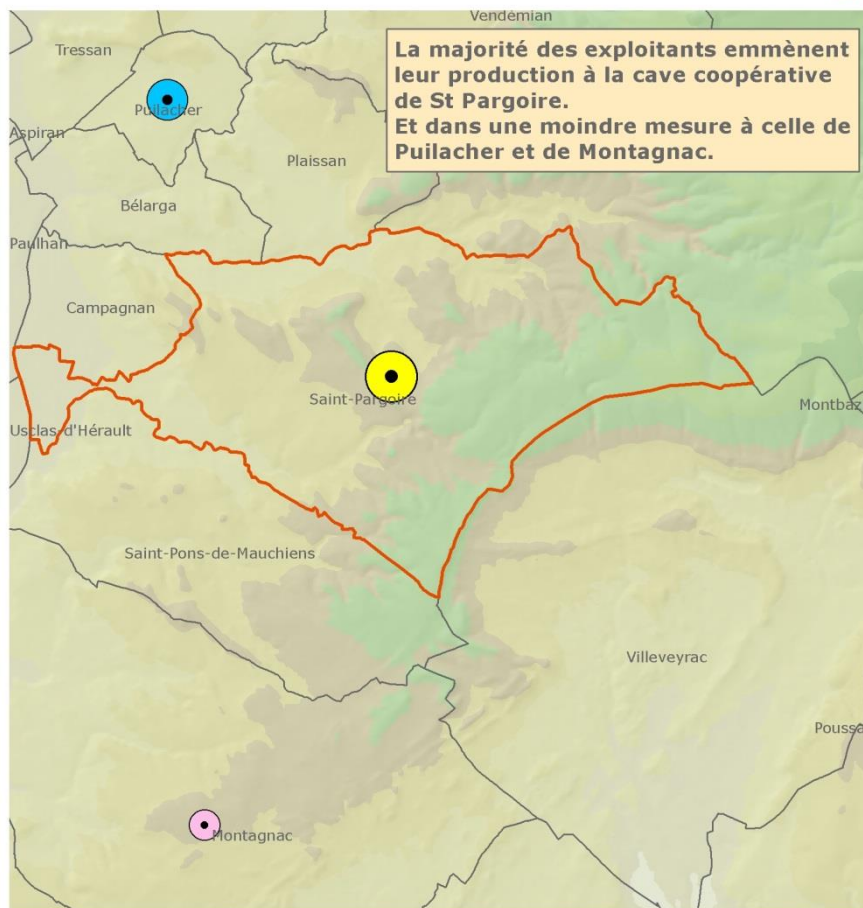 Vendémian
Tressan
La majorité des exploitants emmènent
leur production à la cave coopérative
de St Pargoire.
Et dans une moindre mesure à celle de
Puilacher et de Montagnac.
Puilacher
Aspiran
Plaissan
Bélarga
Paulhan
Campagnan
Saint-Pargoire
Montbaz
Usclas-d'Hérault
Saint-Pons-de-Mauchiens
Villeveyrac
Poussa
Montagnac